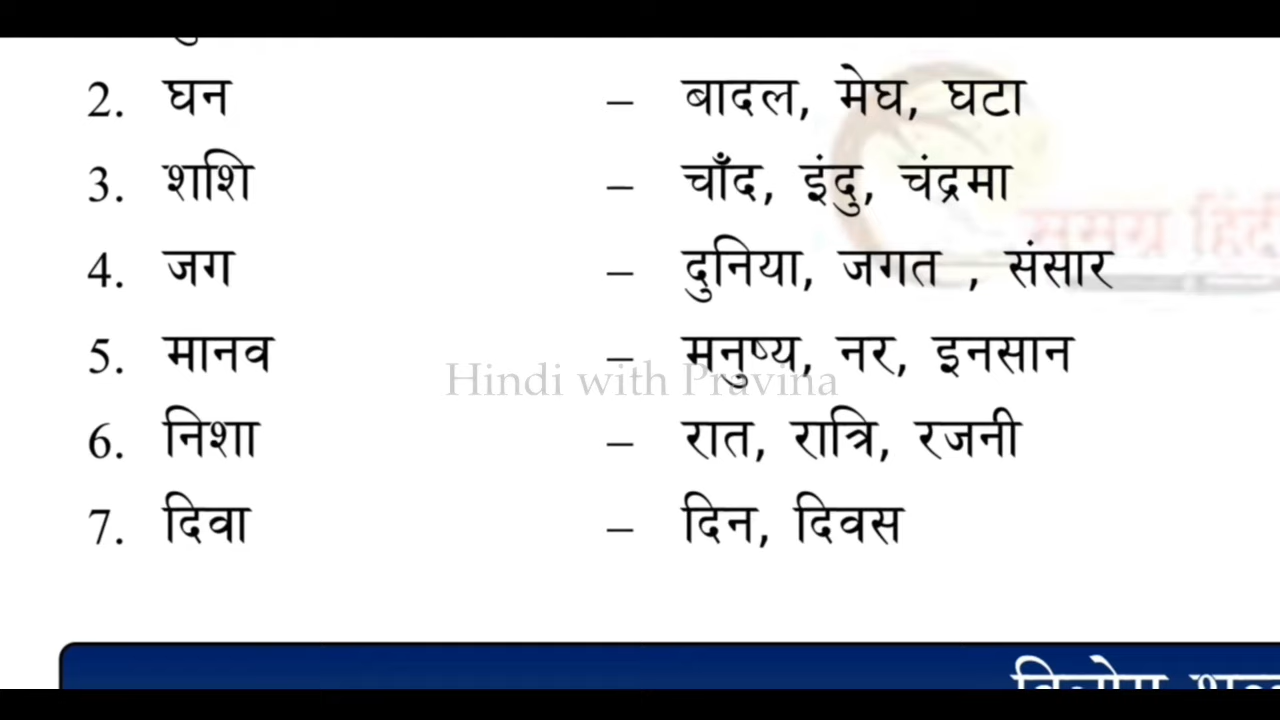 2. घन – बादल, मेघ, घटा
3. शशि – चाँद, इंदु, चंद्रमा
समग्र हिंदी
4. जग – दुनिया, जगत , संसार
5. मानव – मनुष्य, नर, इनसान
Hindi with Pravina
6. निशा – रात, रात्रि, रजनी
7. दिवा – दिन, दिवस